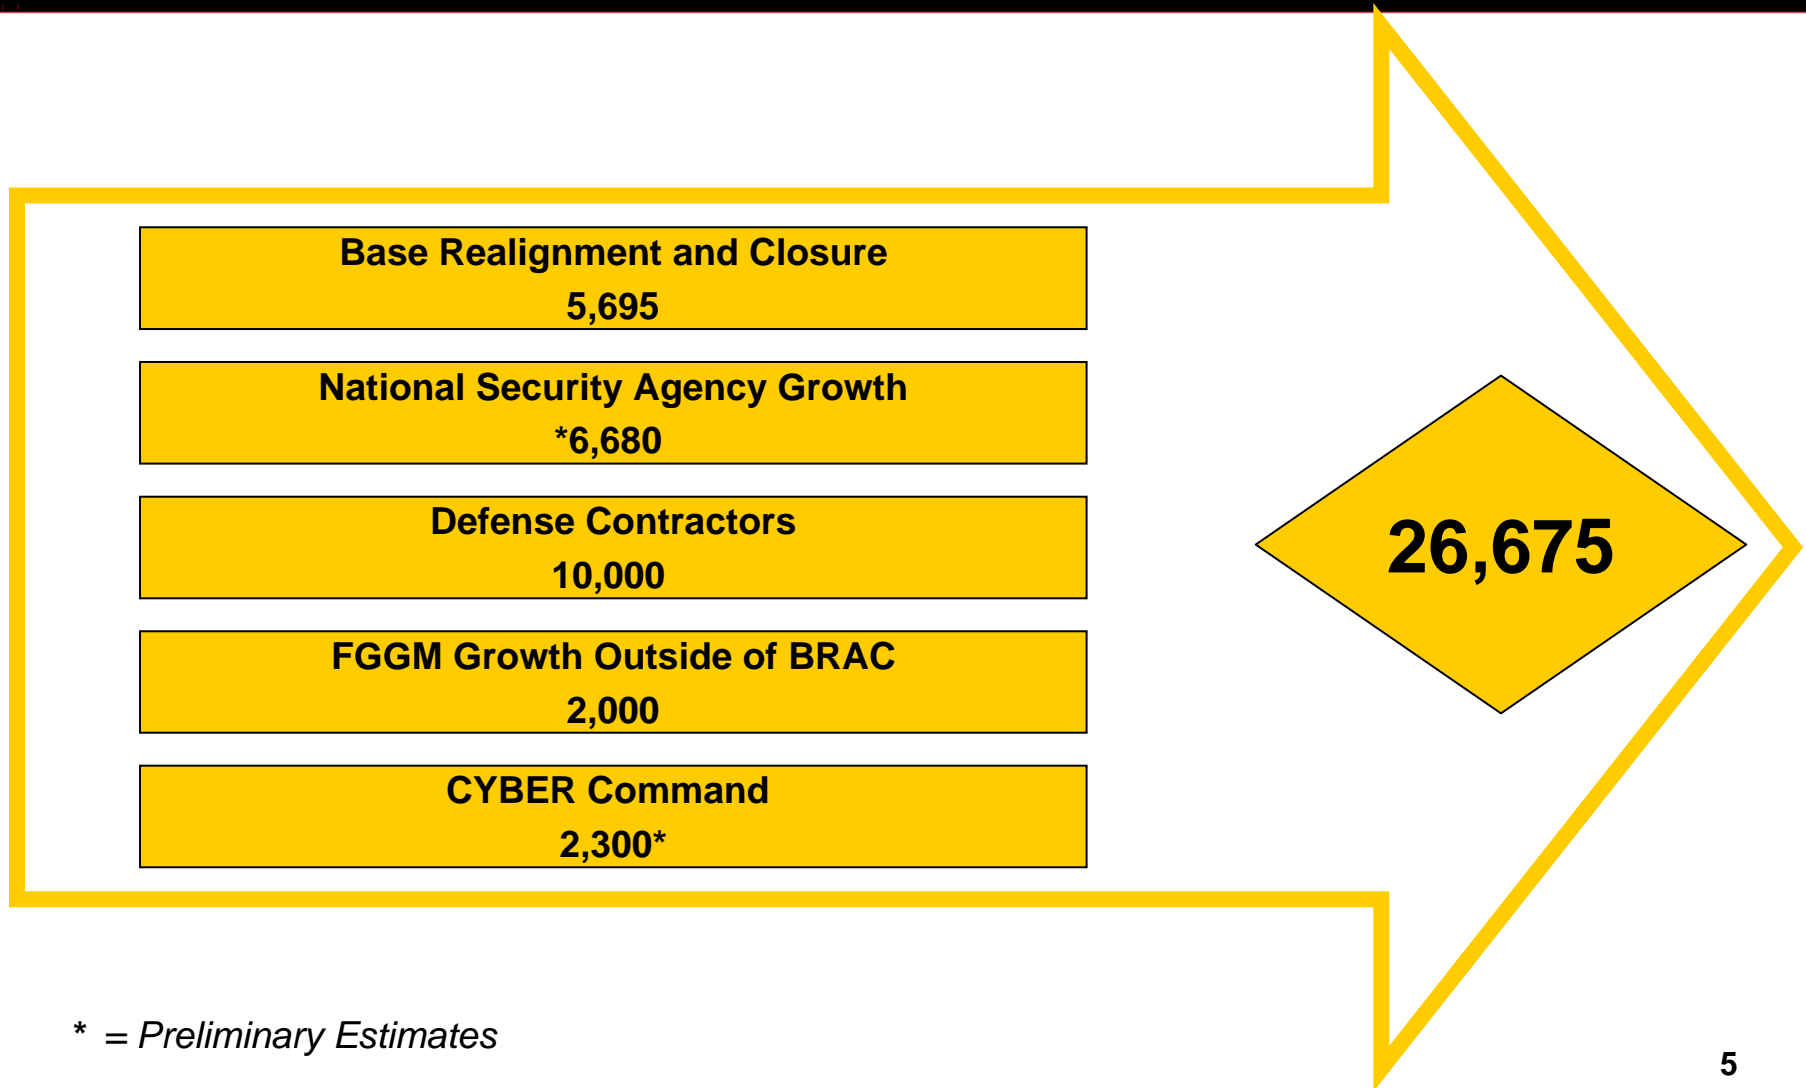 Base Realignment and Closure
5,695
National Security Agency Growth
*6,680
Defense Contractors
10,000
FGGM Growth Outside of BRAC
2,000
CYBER Command
2,300*
26,675
* = Preliminary Estimates
5